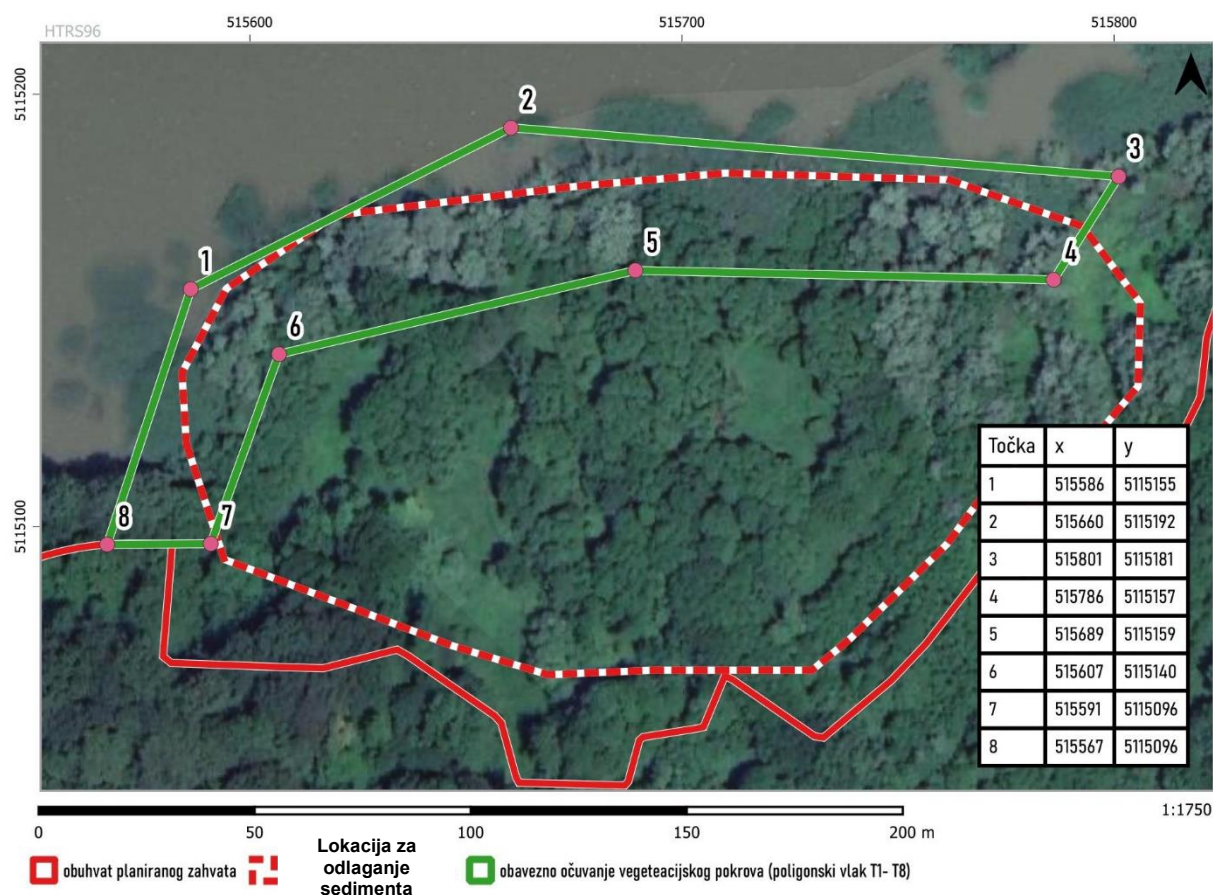 HTRS96
515600
515700
515800
5115200
5115100
1
2
3
4
5
6
7
8
Točka x y
1 515586 5115155
2 515660 5115192
3 515801 5115181
4 515786 5115157
5 515689 5115159
6 515607 5115140
7 515591 5115096
8 515567 5115096
0 50 100 150 200 m
1:1750
obuhvat planiranog zahvata
Lokacija za
odlaganje
sedimenta
obavezno očuvanje vegeteacijskog pokrova (poligonski vlak T1- T8)